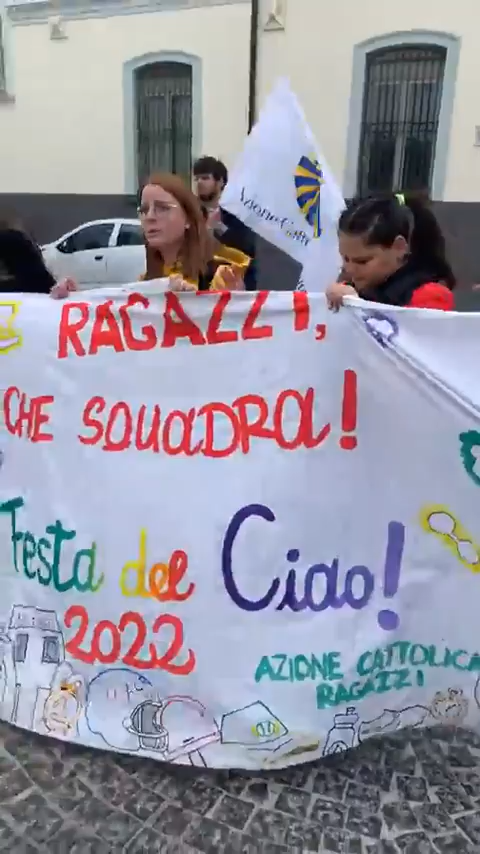 RAGAZZI,
CHE SQUADRA!
Festa del Ciao!
2022
AZIONE CATTOLICA
RAGAZZI